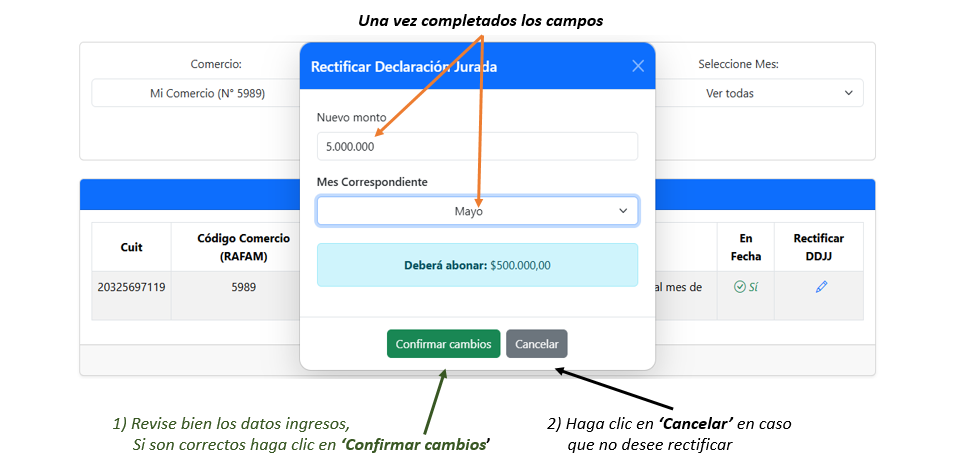 Una vez completados los campos
Comercio:
Seleccione Mes:
Mi Comercio (N° 5989)
Ver todas
Rectificar Declaración Jurada
Nuevo monto
5.000.000
Mes Correspondiente
Mayo
Deberá abonar: $500.000,00
Confirmar cambios
Cancelar
Cuit
Código Comercio
(RAFAM)
En
Fecha
Rectificar
DDJJ
20325697119
5989
al mes de
Sí
1) Revise bien los datos ingresos,
Si son correctos haga clic en ‘Confirmar cambios’
2) Haga clic en ‘Cancelar’ en caso
que no desee rectificar